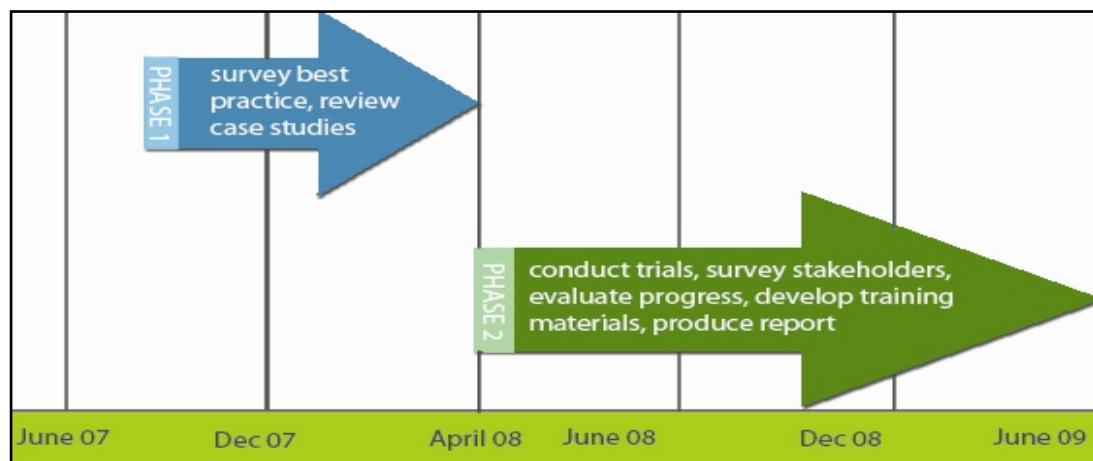 PHASE 1
survey best
practice, review
case studies
PHASE 2
conduct trials, survey stakeholders,
evaluate progress, develop training
materials, produce report
June 07 Dec 07 April 08 June 08 Dec 08 June 09